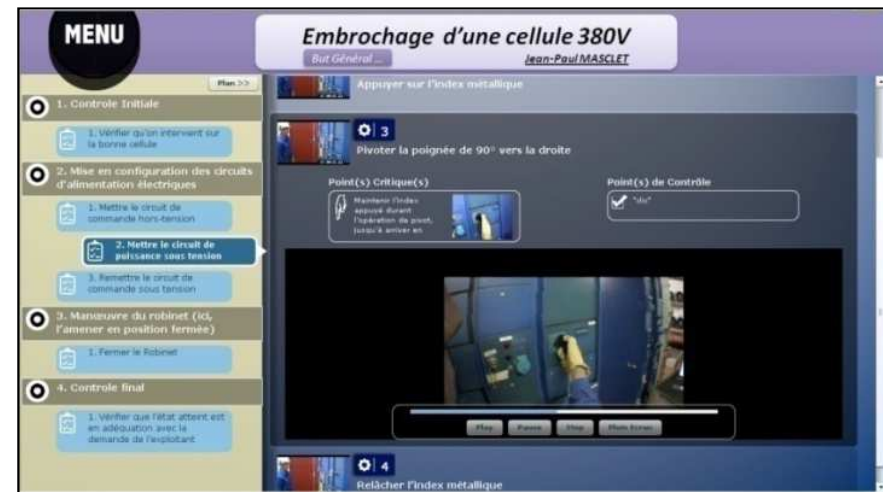 MENU
Embrochage d'une cellule 380V
But Général ...
Jean-Paul MASCLET
Plan >>
1. Controle Initiale
1. Vérifier qu'on intervient sur
la bonne cellule
2. Mise en configuration des circuits
d'alimentation électriques
1. Mettre le circuit de
commande hors-tension
2. Mettre le circuit de
puissance sous tension
3. Remettre le circuit de
commande sous tension
3. Manœuvre du robinet (ici,
l'amener en position fermée)
1. Fermer le Robinet
4. Controle final
1. Vérifier que l'état atteint est
en adéquation avec la
demande de l'exploitant
Appuyer sur l'index métallique
3
Pivoter la poignée de 90° vers la droite
Point(s) Critique(s)
Maintenir l'index
appuyé durant
l'opération de pivot,
jusqu'à arriver en
Point(s) de Contrôle
Play
Pause
Stop
Plein Ecran
4
Relâcher l'index métallique